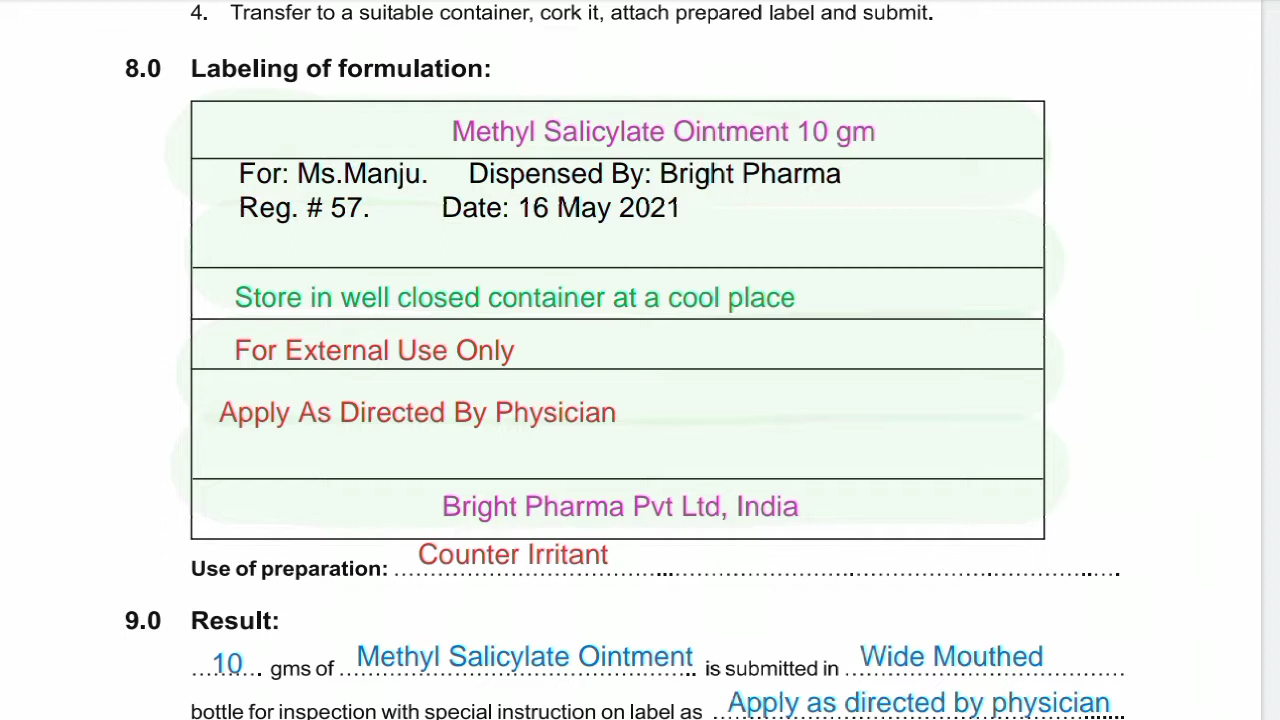 4. Transfer to a suitable container, cork it, attach prepared label and submit.
8.0 Labeling of formulation:
Methyl Salicylate Ointment 10 gm
For: Ms.Manju. Dispensed By: Bright Pharma
Reg. # 57. Date: 16 May 2021
Store in well closed container at a cool place
For External Use Only
Apply As Directed By Physician
Bright Pharma Pvt Ltd, India
Use of preparation: Counter Irritant
9.0 Result:
10 gms of Methyl Salicylate Ointment is submitted in Wide Mouthed
bottle for inspection with special instruction on label as Apply as directed by physician